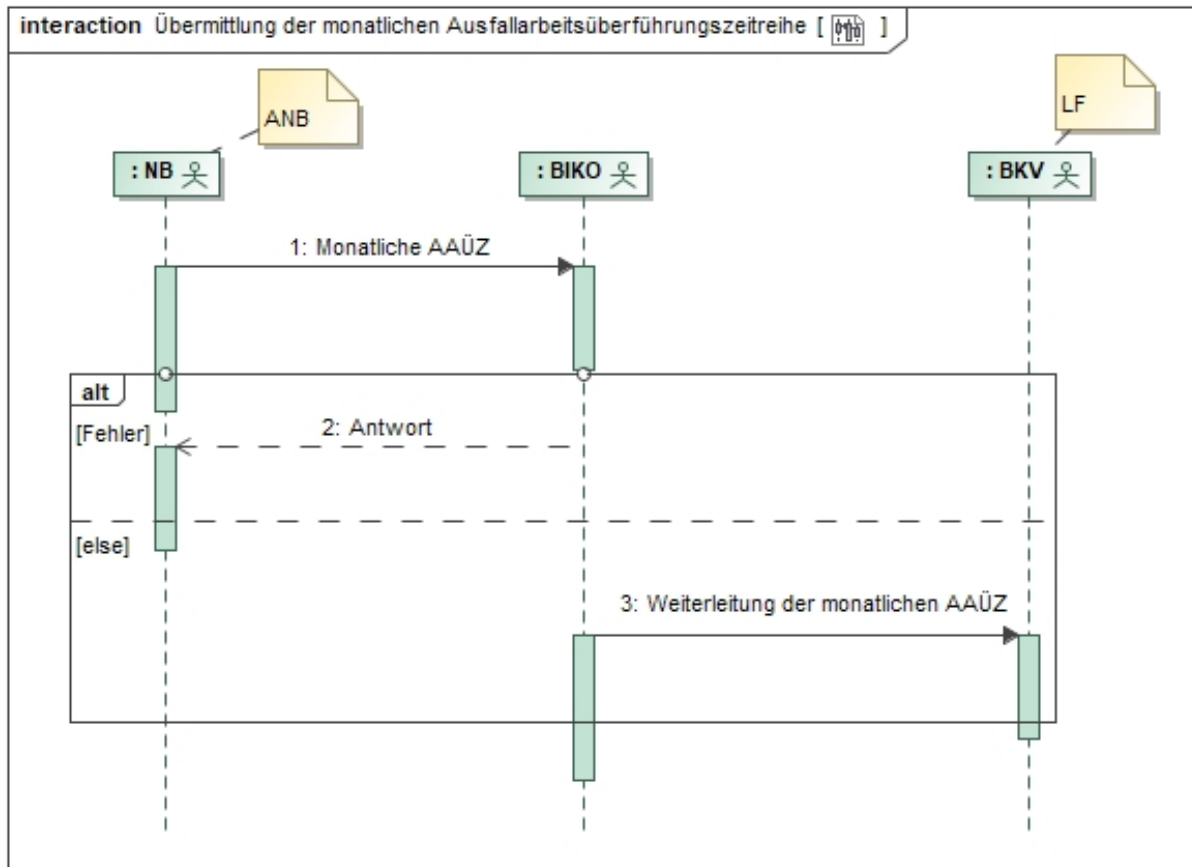 interaction Übermittlung der monatlichen Ausfallarbeitsüberführungszeitreihe [ ]
ANB
LF
: NB
: BIKO
: BKV
1: Monatliche AAÜZ
alt
[Fehler]
2: Antwort
[else]
3: Weiterleitung der monatlichen AAÜZ